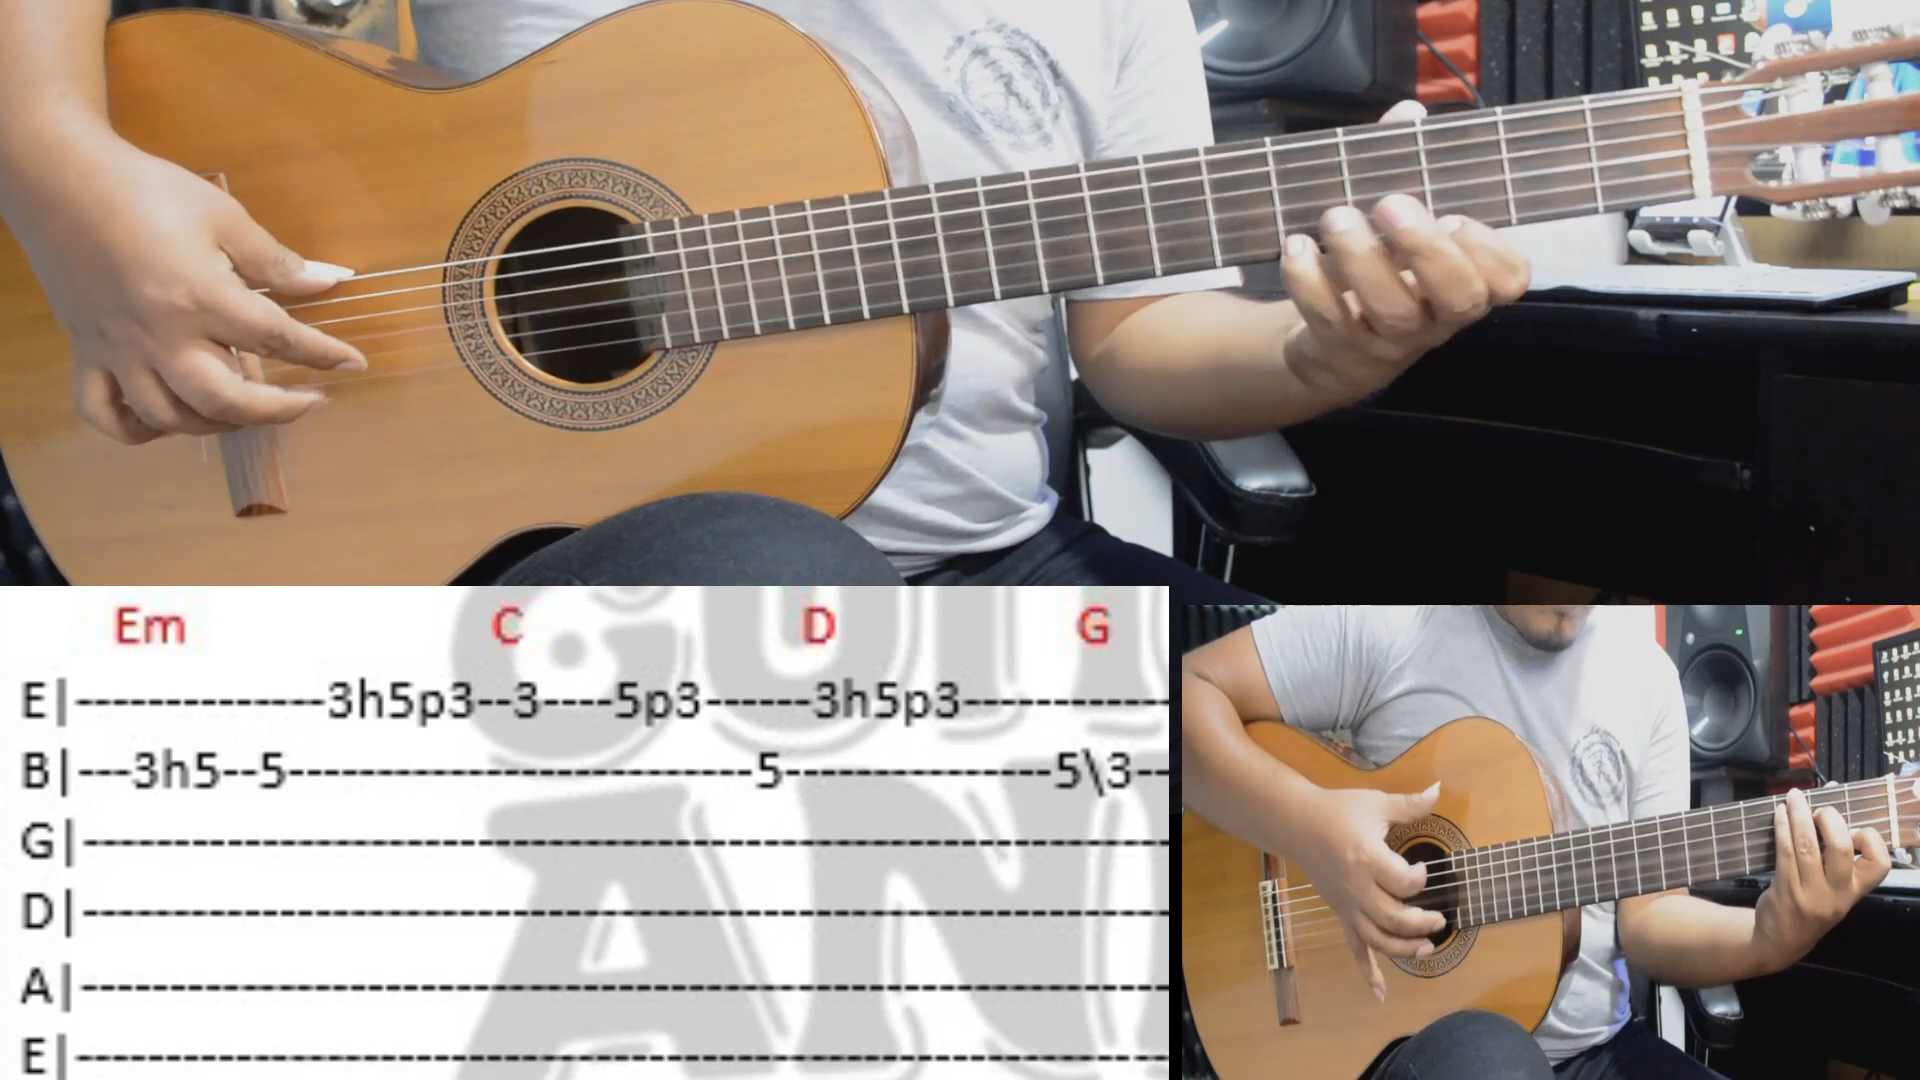 Em C D G
E|--------------3h5p3--3----5p3------3h5p3------------
B|---3h5--5---------------------------5---------------5\3--
G|--------------------------------------------------------------
D|--------------------------------------------------------------
A|--------------------------------------------------------------
E|--------------------------------------------------------------